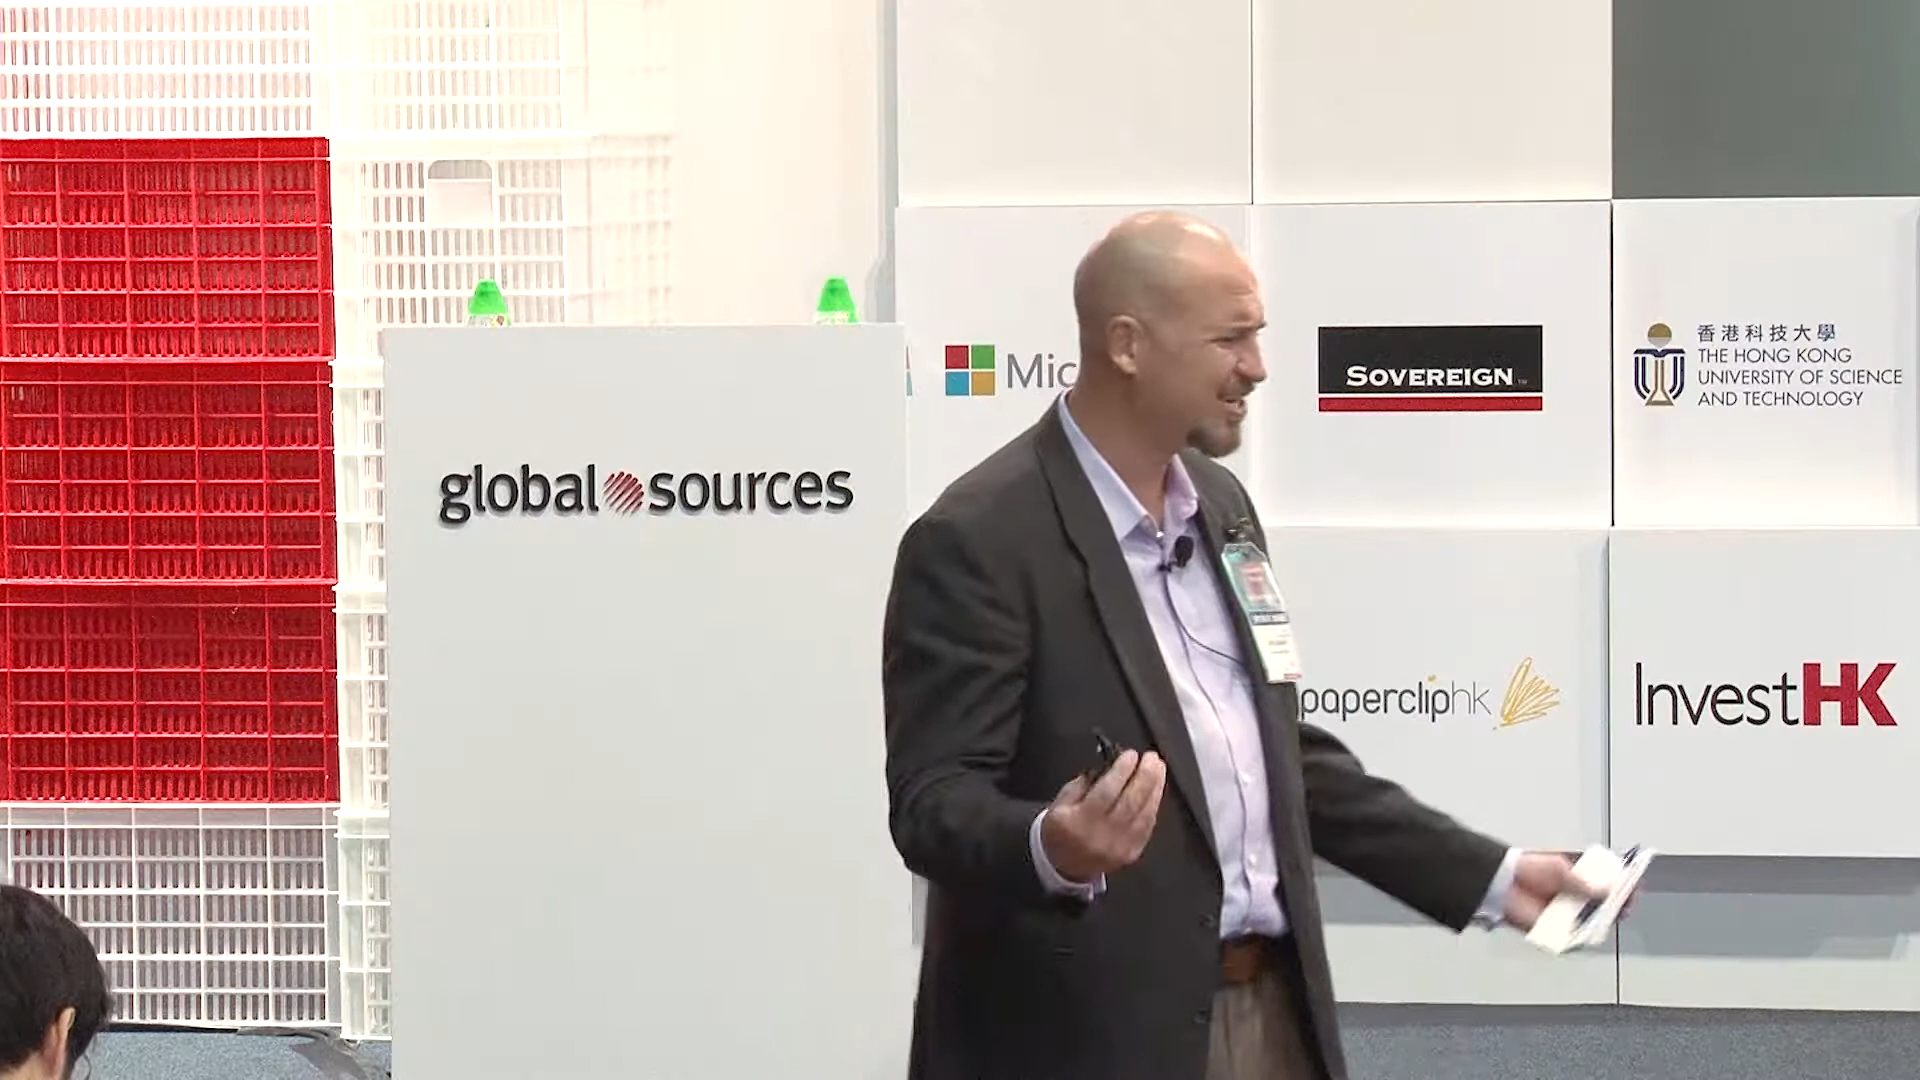 global sources
Mic
SOVEREIGN
香港科技大學
THE HONG KONG
UNIVERSITY OF SCIENCE
AND TECHNOLOGY
papercliphk
InvestHK